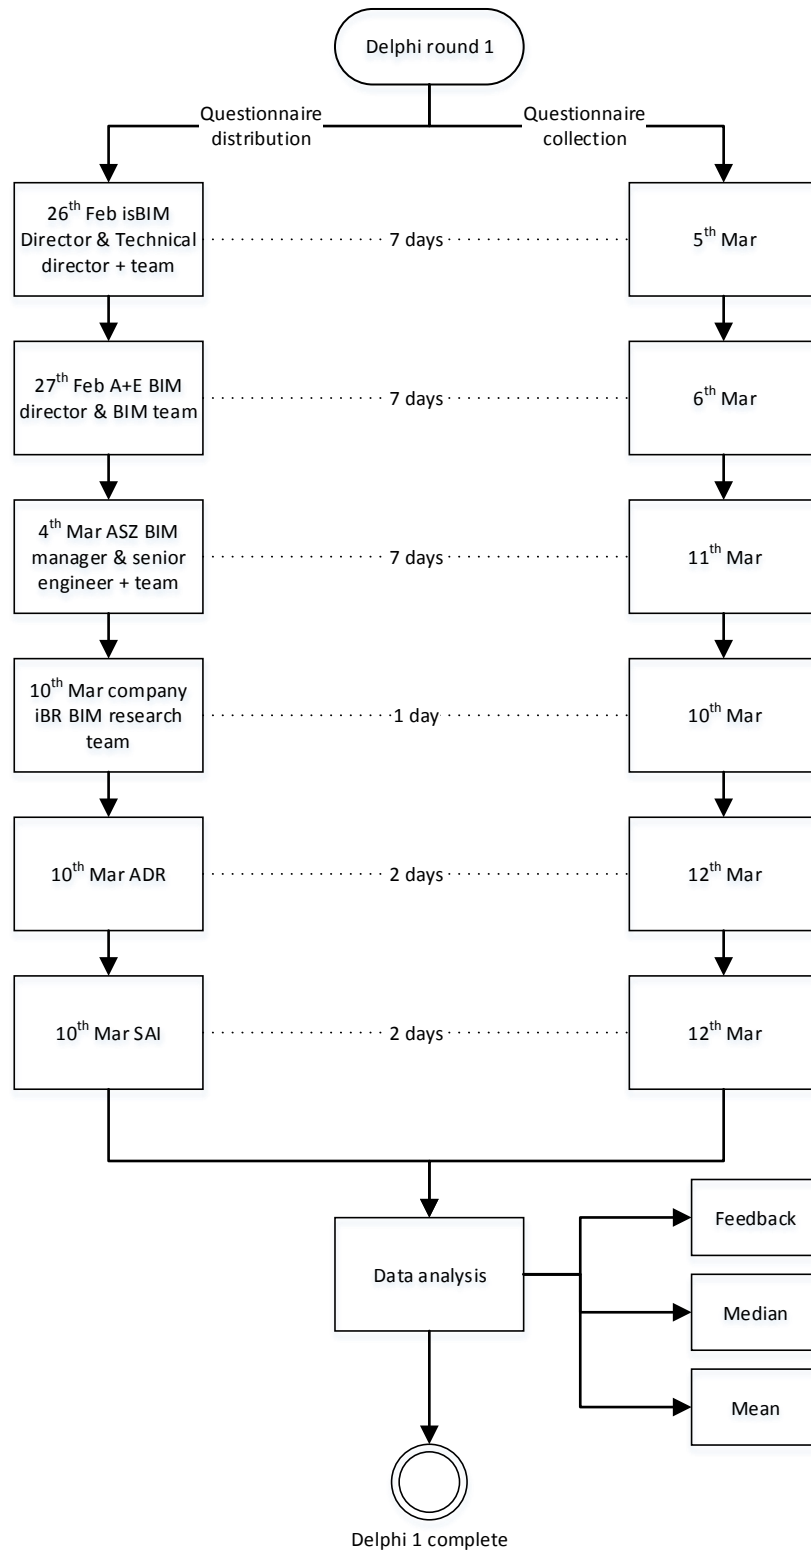 Delphi round 1
Questionnaire
distribution
Questionnaire
collection
26th Feb isBIM
Director & Technical
director + team
7 days
5th Mar
27th Feb A+E BIM
director & BIM team
7 days
6th Mar
4th Mar ASZ BIM
manager & senior
engineer + team
7 days
11th Mar
10th Mar company
iBR BIM research
team
1 day
10th Mar
10th Mar ADR
2 days
12th Mar
10th Mar SAI
2 days
12th Mar
Feedback
Data analysis
Median
Mean
Delphi 1 complete